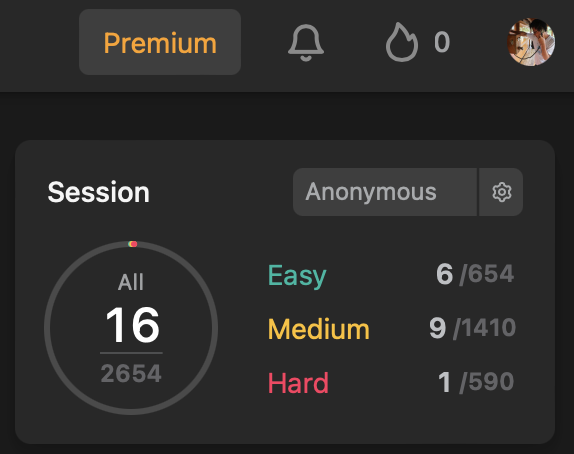 Premium 0
Session Anonymous
All
16
2654
Easy 6 /654
Medium 9 /1410
Hard 1 /590